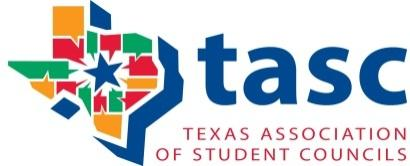 tasc
TEXAS ASSOCIATION
OF STUDENT COUNCILS